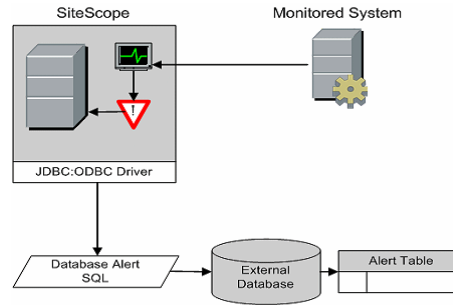 SiteScope
Monitored System
!
JDBC:ODBC Driver
Database Alert
SQL
External
Database
Alert Table